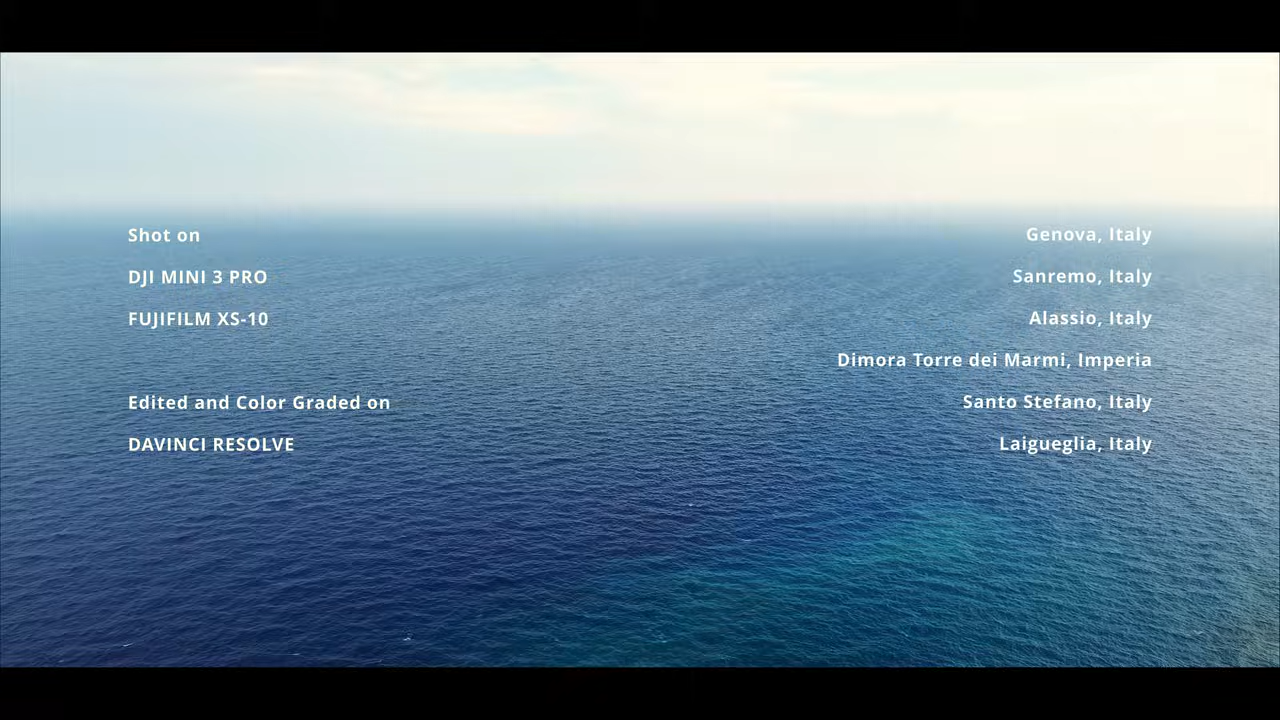 Shot on
DJI MINI 3 PRO
FUJIFILM XS-10
Edited and Color Graded on
DAVINCI RESOLVE
Genova, Italy
Sanremo, Italy
Alassio, Italy
Dimora Torre dei Marmi, Imperia
Santo Stefano, Italy
Laigueglia, Italy